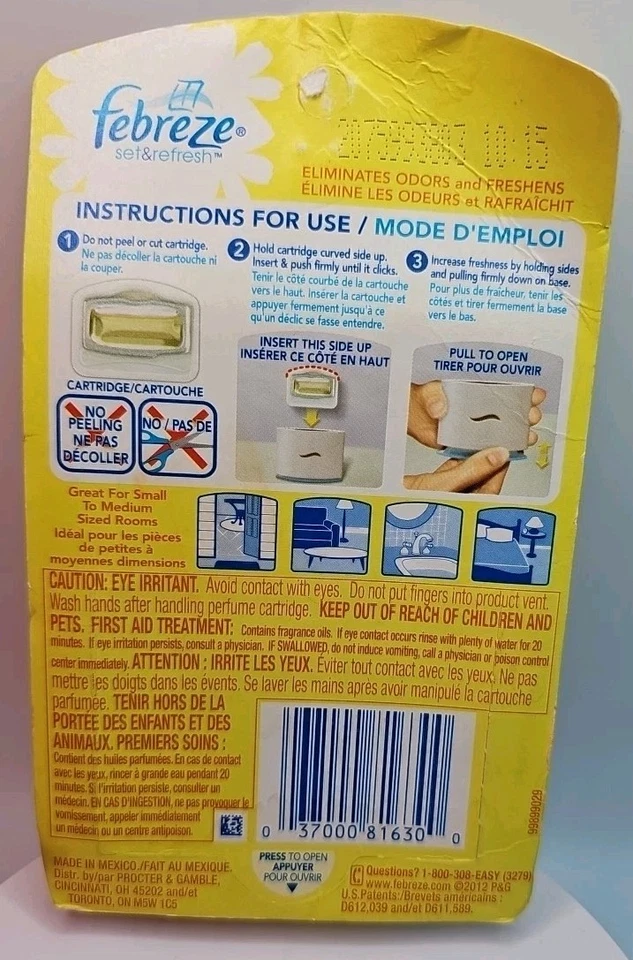 febreze®
set&refresh™
10:15
ELIMINATES ODORS and FRESHENS
ÉLIMINE LES ODEURS et RAFRAÎCHIT
INSTRUCTIONS FOR USE / MODE D'EMPLOI
1 Do not peel or cut cartridge.
Ne pas décoller la cartouche ni
la couper.
CARTRIDGE/CARTOUCHE
NO
PEELING
NE PAS
DÉCOLLER
NO / PAS DE
2 Hold cartridge curved side up.
Insert & push firmly until it clicks.
Tenir le côté courbé de la cartouche
vers le haut. Insérer la cartouche et
appuyer fermement jusqu'à ce
qu'un déclic se fasse entendre.
INSERT THIS SIDE UP
INSÉRER CE CÔTÉ EN HAUT
3 Increase freshness by holding sides
and pulling firmly down on base.
Pour plus de fraîcheur, tenir les
côtés et tirer fermement la base
vers le bas.
PULL TO OPEN
TIRER POUR OUVRIR
Great For Small
To Medium
Sized Rooms
Idéal pour les pièces
de petites à
moyennes dimensions
CAUTION: EYE IRRITANT. Avoid contact with eyes. Do not put fingers into product vent.
Wash hands after handling perfume cartridge. KEEP OUT OF REACH OF CHILDREN AND
PETS. FIRST AID TREATMENT: Contains fragrance oils. If eye contact occurs rinse with plenty of water for 20
minutes. If eye irritation persists, consult a physician. IF SWALLOWED, do not induce vomiting, call a physician or poison control
center immediately. ATTENTION : IRRITE LES YEUX. Éviter tout contact avec les yeux. Ne pas
mettre les doigts dans les évents. Se laver les mains après avoir manipulé la cartouche
parfumée. TENIR HORS DE LA
PORTÉE DES ENFANTS ET DES
ANIMAUX. PREMIERS SOINS :
Contient des huiles parfumées. En cas de contact
avec les yeux, rincer à grande eau pendant 20
minutes. Si l'irritation persiste, consulter un
médecin. EN CAS D'INGESTION, ne pas provoquer le
vomissement, appeler immédiatement
un médecin ou un centre antipoison.
0 37000 81630 0
99899029
MADE IN MEXICO./FAIT AU MEXIQUE.
Distr. by/par PROCTER & GAMBLE,
CINCINNATI, OH 45202 and/et
TORONTO, ON M5W 1C5
PRESS TO OPEN
APPUYER
POUR OUVRIR
Questions? 1-800-308-EASY (3279)
www.febreze.com ©2012 P&G
U.S.Patents:/Brevets américains :
D612,039 and/et D611,589.